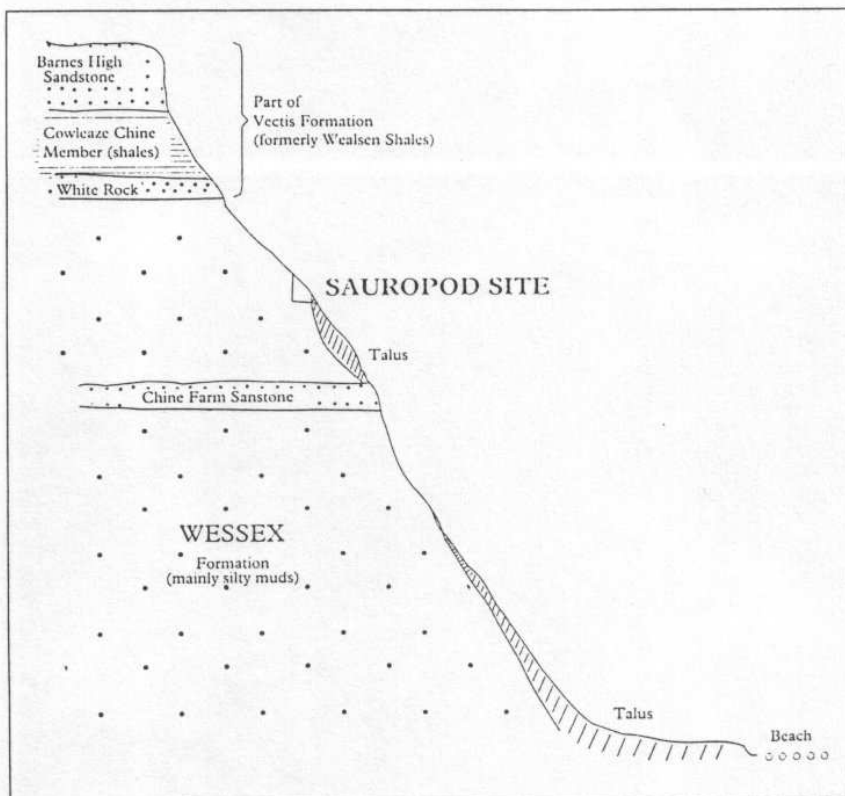 Barnes High
Sandstone
Part of
Vectis Formation
(formerly Wealsen Shales)
Cowleaze Chine
Member (shales)
White Rock
SAUROPOD SITE
Talus
Chine Farm Sanstone
WESSEX
Formation
(mainly silty muds)
Talus
Beach